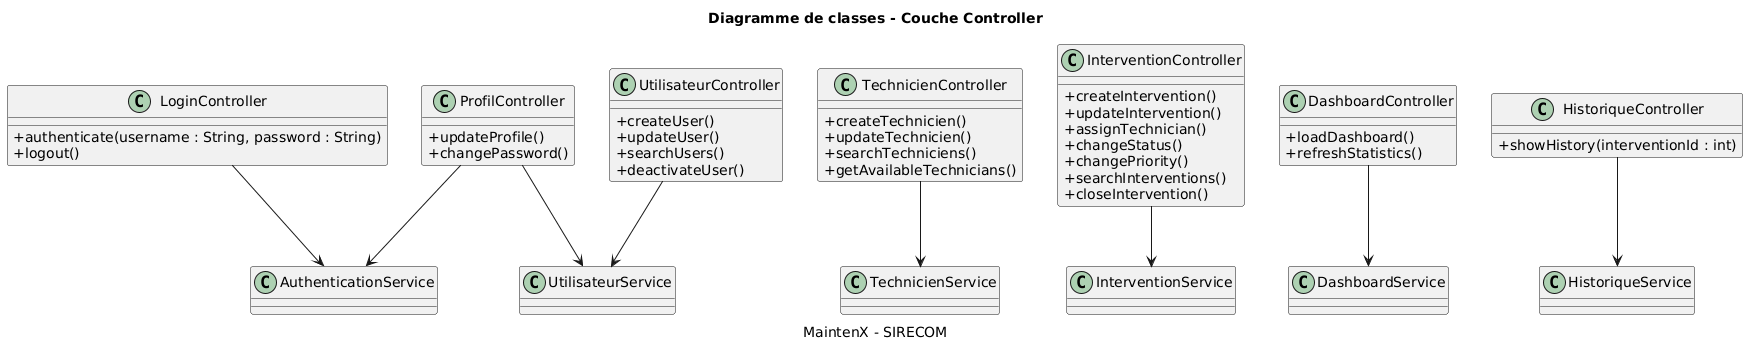 Diagramme de classes - Couche Controller
C LoginController
+authenticate(username : String, password : String)
+logout()
C ProfilController
+updateProfile()
+changePassword()
C UtilisateurController
+createUser()
+updateUser()
+searchUsers()
+deactivateUser()
C TechnicienController
+createTechnicien()
+updateTechnicien()
+searchTechniciens()
+getAvailableTechnicians()
C InterventionController
+createIntervention()
+updateIntervention()
+assignTechnician()
+changeStatus()
+changePriority()
+searchInterventions()
+closeIntervention()
C DashboardController
+loadDashboard()
+refreshStatistics()
C HistoriqueController
+showHistory(interventionId : int)
C AuthenticationService
C UtilisateurService
C TechnicienService
C InterventionService
C DashboardService
C HistoriqueService
MaintenX - SIRECOM